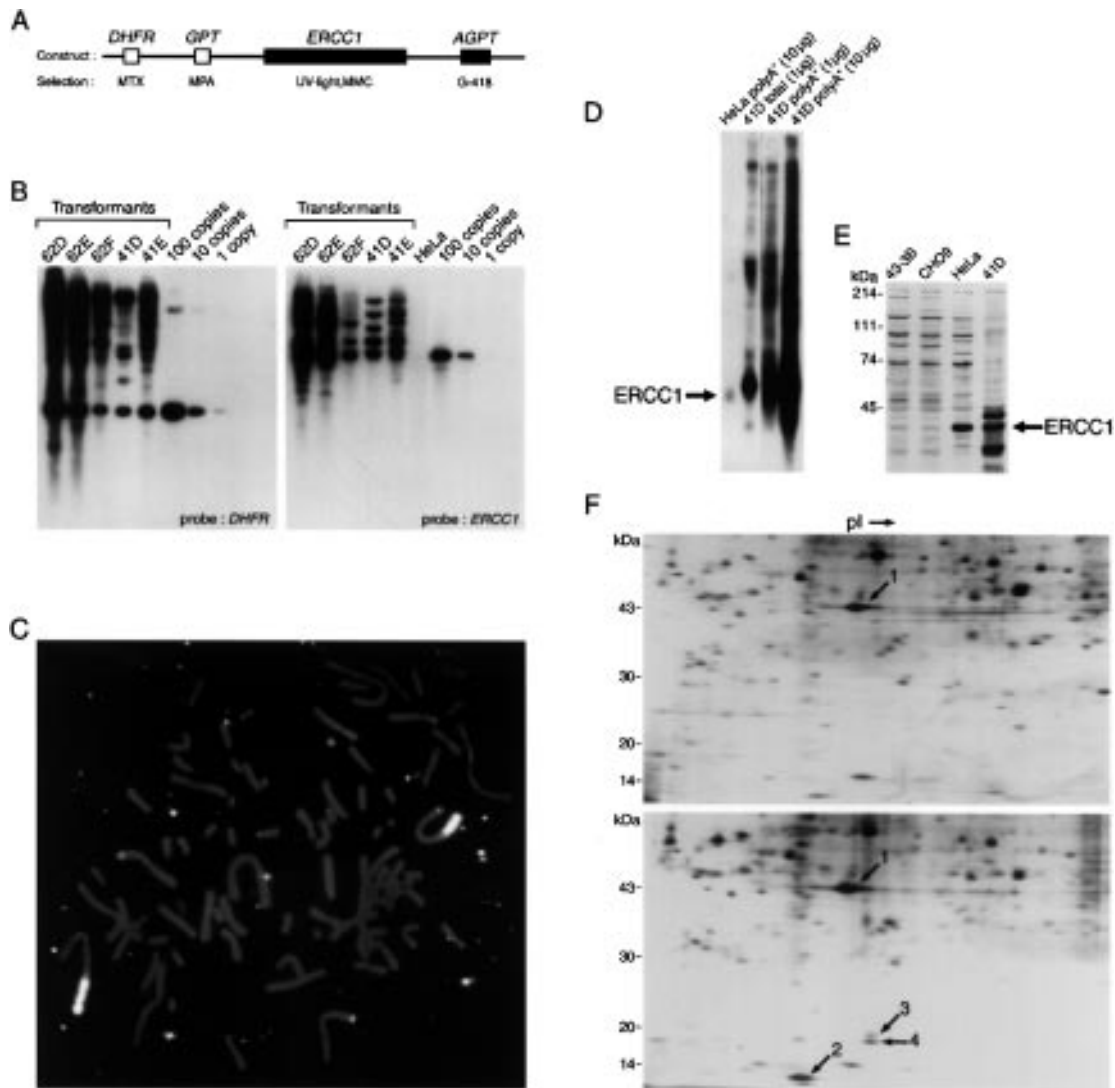 A
DHFR GPT ERCC1 AGPT
Construct :
Selection : MTX MPA UV-light,MMC G-418
B
Transformants
62D 62E 62F 41D 41E 100 copies 10 copies 1 copy
probe : DHFR
Transformants
62D 62E 62F 41D 41E HeLa 100 copies 10 copies 1 copy
probe : ERCC1
C
D
HeLa polyA+ (10µg)
41D total (1µg)
41D polyA+ (1µg)
41D polyA+ (10µg)
ERCC1
E
43-3B CHO9 HeLa 41D
kDa
214-
111-
74-
45-
ERCC1
F
pI
kDa
1
43-
30-
20-
14-
kDa
1
43-
30-
20-
3
4
2
14-